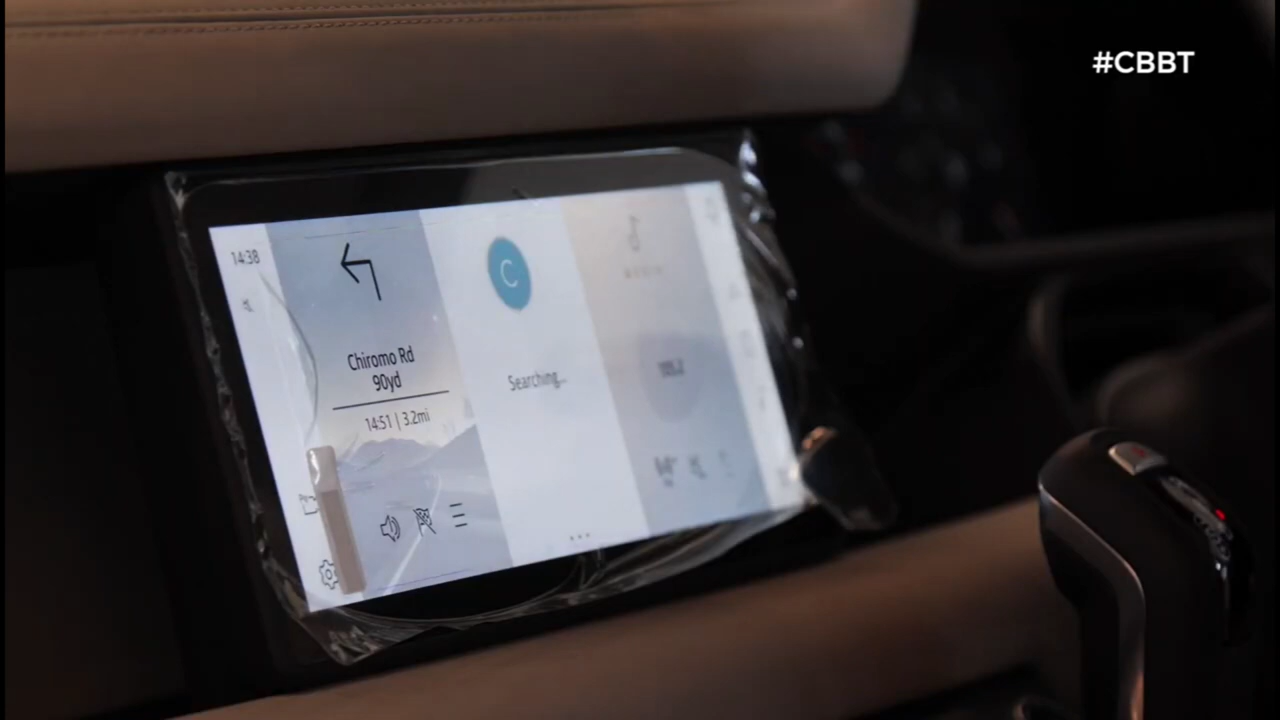 #CBBT
14:38
Chiromo Rd
90yd
14:51 | 3.2mi
C
Searching...